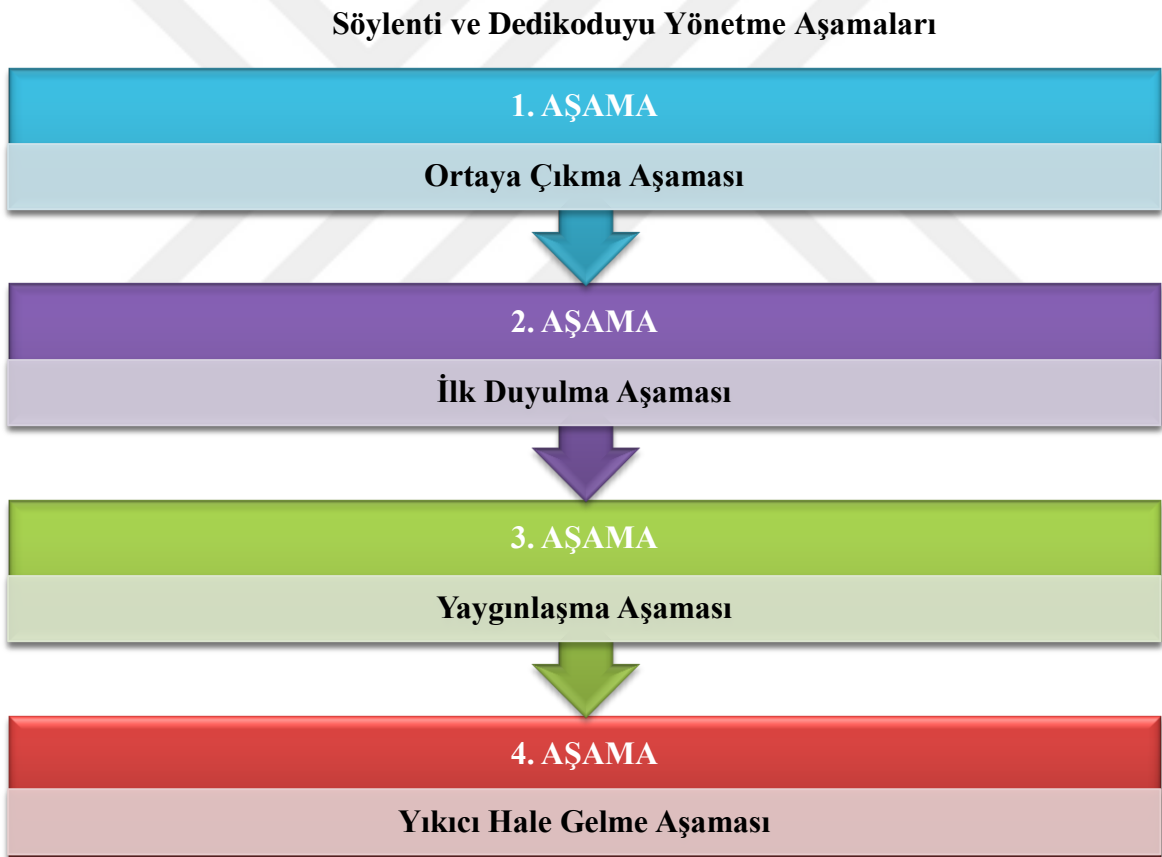 Söylenti ve Dedikoduyu Yönetme Aşamaları
1. AŞAMA
Ortaya Çıkma Aşaması
2. AŞAMA
İlk Duyulma Aşaması
3. AŞAMA
Yaygınlaşma Aşaması
4. AŞAMA
Yıkıcı Hale Gelme Aşaması